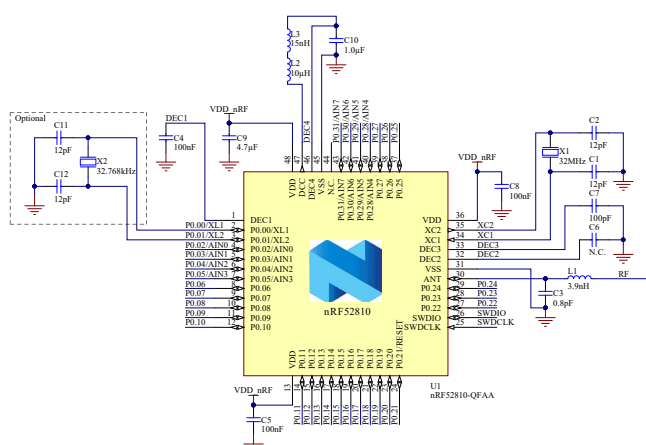 L3
15nH
L2
10µH
C10
1.0µF
Optional
C11
12pF
X2
32.768kHz
C12
12pF
DEC1
C4
100nF
VDD_nRF
C9
4.7µF
DEC4
P0.31/AIN7
P0.30/AIN6
P0.29/AIN5
P0.28/AIN4
P0.27
P0.26
P0.25
48
47
46
45
44
43
42
41
40
39
38
37
VDD
DCC
DEC4
VSS
N.C.
P0.31/AIN7
P0.30/AIN6
P0.29/AIN5
P0.28/AIN4
P0.27
P0.26
P0.25
VDD_nRF
C8
100nF
C2
12pF
X1
32MHz
C1
12pF
C7
100pF
C6
N.C.
1 DEC1
P0.00/XL1 2 P0.00/XL1
P0.01/XL2 3 P0.01/XL2
P0.02/AIN0 4 P0.02/AIN0
P0.03/AIN1 5 P0.03/AIN1
P0.04/AIN2 6 P0.04/AIN2
P0.05/AIN3 7 P0.05/AIN3
P0.06 8 P0.06
P0.07 9 P0.07
P0.08 10 P0.08
P0.09 11 P0.09
P0.10 12 P0.10
nRF52810
VDD 36
XC2 35 XC2
XC1 34 XC1
DEC3 33 DEC3
DEC2 32 DEC2
VSS 31
ANT 30
P0.24 29 P0.24
P0.23 28 P0.23
P0.22 27 P0.22
SWDIO 26 SWDIO
SWDCLK 25 SWDCLK
L1
3.9nH
RF
C3
0.8pF
VDD
P0.11
P0.12
P0.13
P0.14
P0.15
P0.16
P0.17
P0.18
P0.19
P0.20
P0.21/RESET
13
14
15
16
17
18
19
20
21
22
23
24
P0.11
P0.12
P0.13
P0.14
P0.15
P0.16
P0.17
P0.18
P0.19
P0.20
P0.21
U1
nRF52810-QFAA
VDD_nRF
C5
100nF